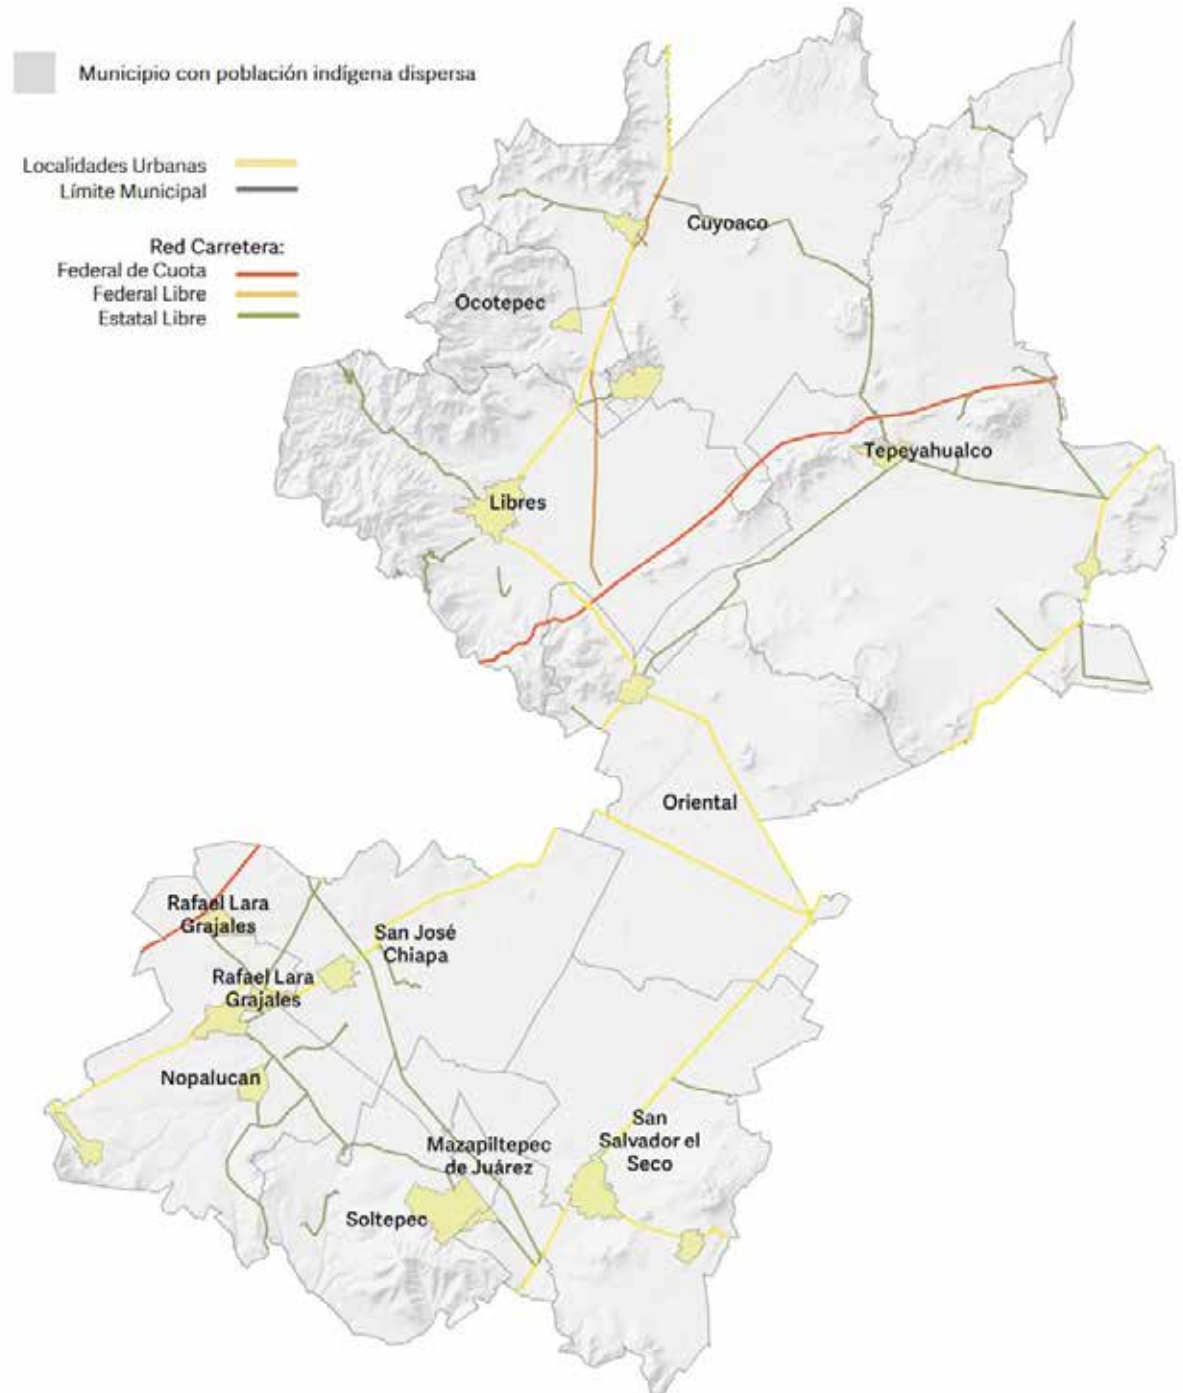 Municipio con población indígena dispersa
Localidades Urbanas
Límite Municipal
Red Carretera:
Federal de Cuota
Federal Libre
Estatal Libre
Cuyoaco
Ocotepec
Tepeyahualco
Libres
Oriental
Rafael Lara
Grajales
San José
Chiapa
Rafael Lara
Grajales
Nopalucan
San
Salvador el
Seco
Mazapiltepec
de Juárez
Soltepec